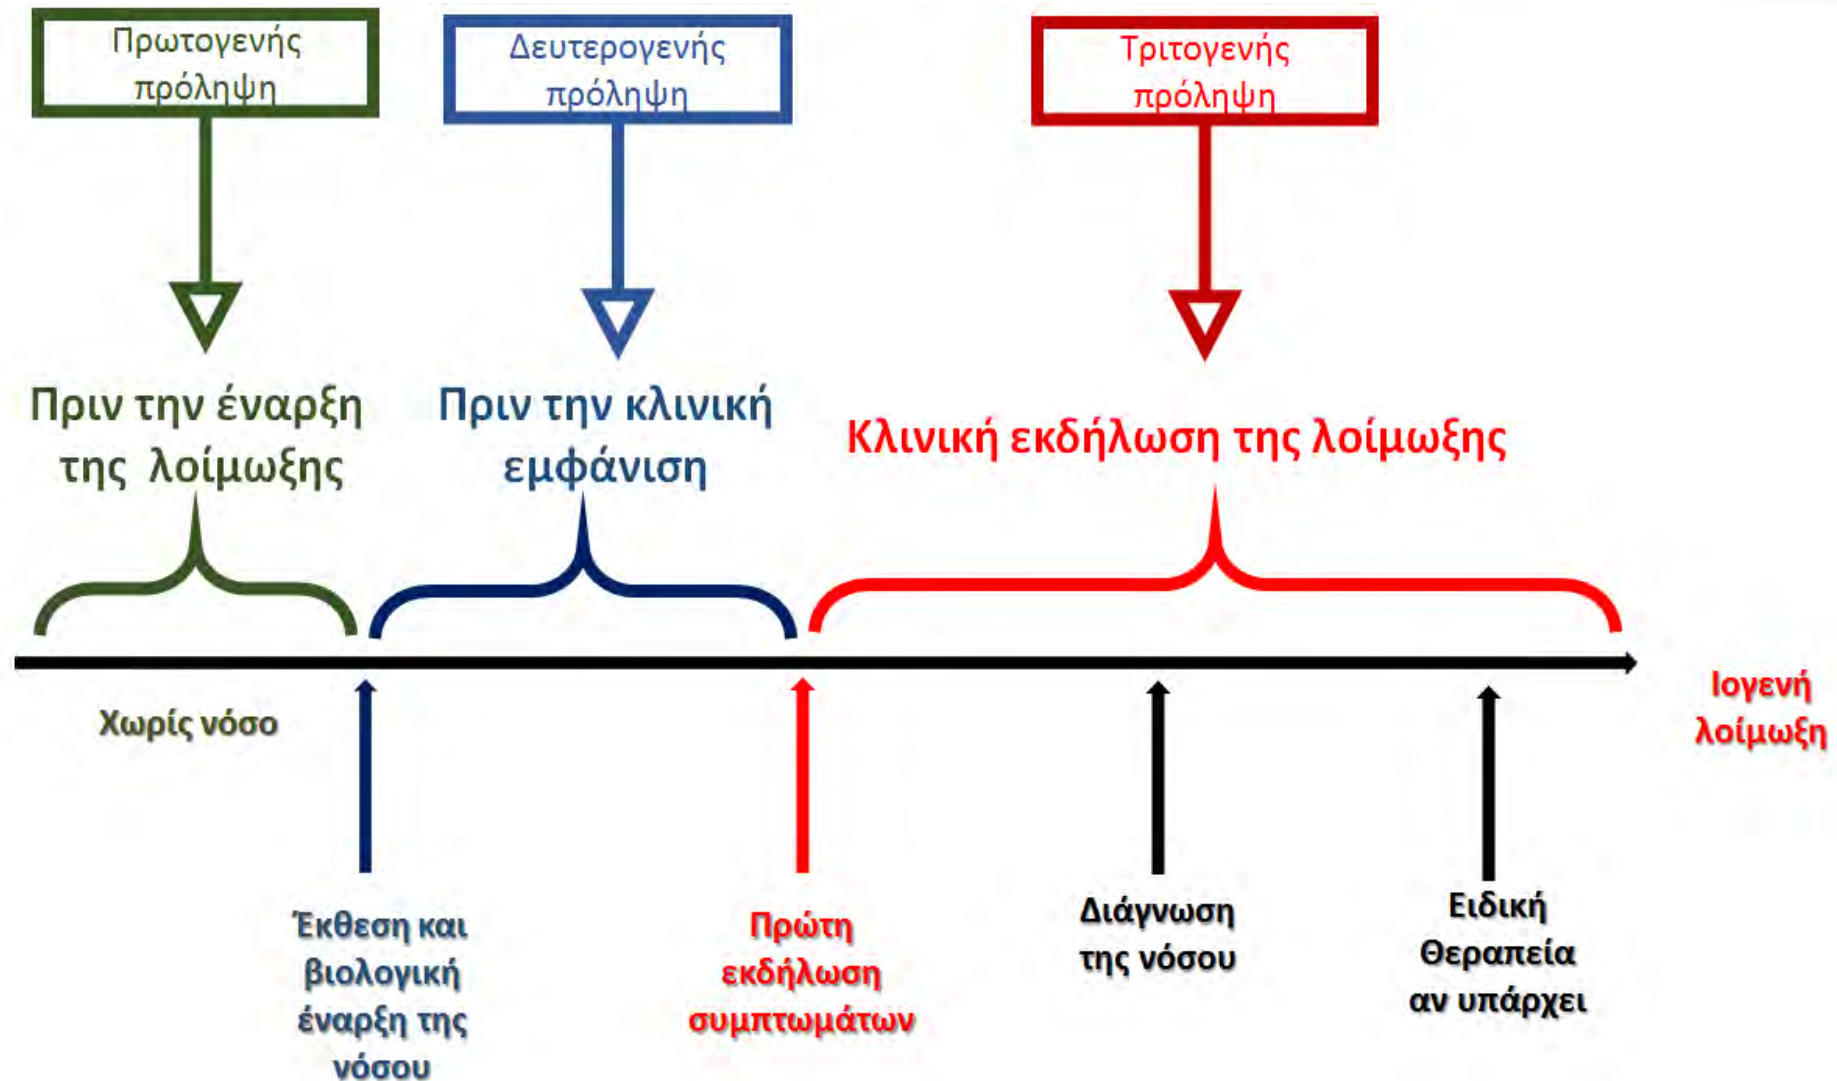 Πρωτογενής
πρόληψη
Δευτερογενής
πρόληψη
Τριτογενής
πρόληψη
Πριν την έναρξη
της λοίμωξης
Πριν την κλινική
εμφάνιση
Κλινική εκδήλωση της λοίμωξης
Χωρίς νόσο
Ιογενή
λοίμωξη
Έκθεση και
βιολογική
έναρξη της
νόσου
Πρώτη
εκδήλωση
συμπτωμάτων
Διάγνωση
της νόσου
Ειδική
Θεραπεία
αν υπάρχει